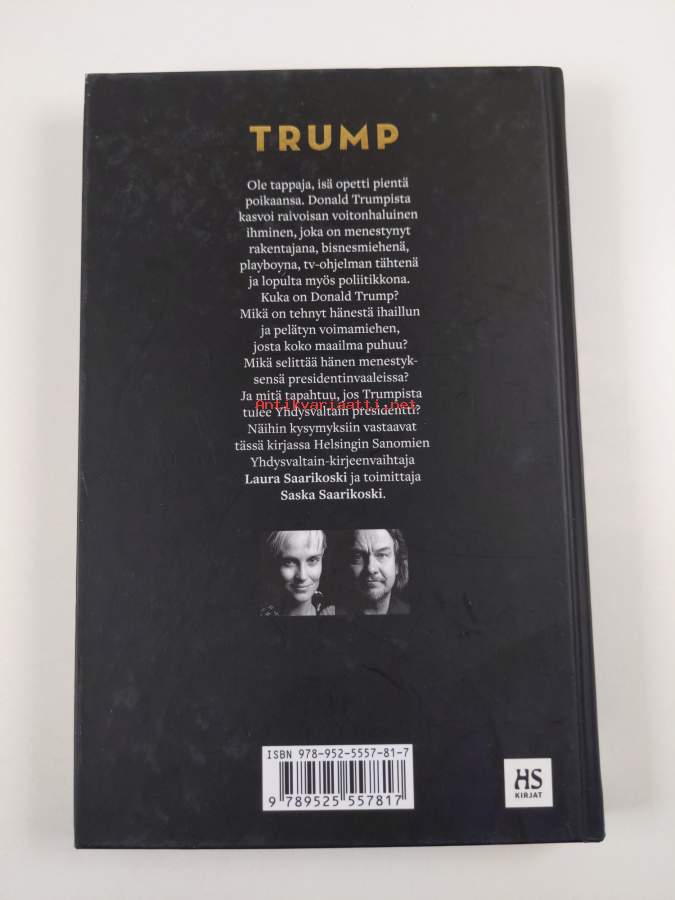 TRUMP
Ole tappaja, isä opetti pientä
poikaansa. Donald Trumpista
kasvoi raivoisan voitonhaluinen
ihminen, joka on menestynyt
rakentajana, bisnesmiehenä,
playboyna, tv-ohjelman tähtenä
ja lopulta myös poliitikkona.
Kuka on Donald Trump?
Mikä on tehnyt hänestä ihaillun
ja pelätyn voimamiehen,
josta koko maailma puhuu?
Mikä selittää hänen menestyk-
sensä presidentinvaaleissa?
Ja mitä tapahtuu, jos Trumpista
Antikvariaatti.net
tulee Yhdysvaltain presidentti?
Näihin kysymyksiin vastaavat
tässä kirjassa Helsingin Sanomien
Yhdysvaltain-kirjeenvaihtaja
Laura Saarikoski ja toimittaja
Saska Saarikoski.
ISBN 978-952-5557-81-7
9 789525 557817
HS
KIRJAT